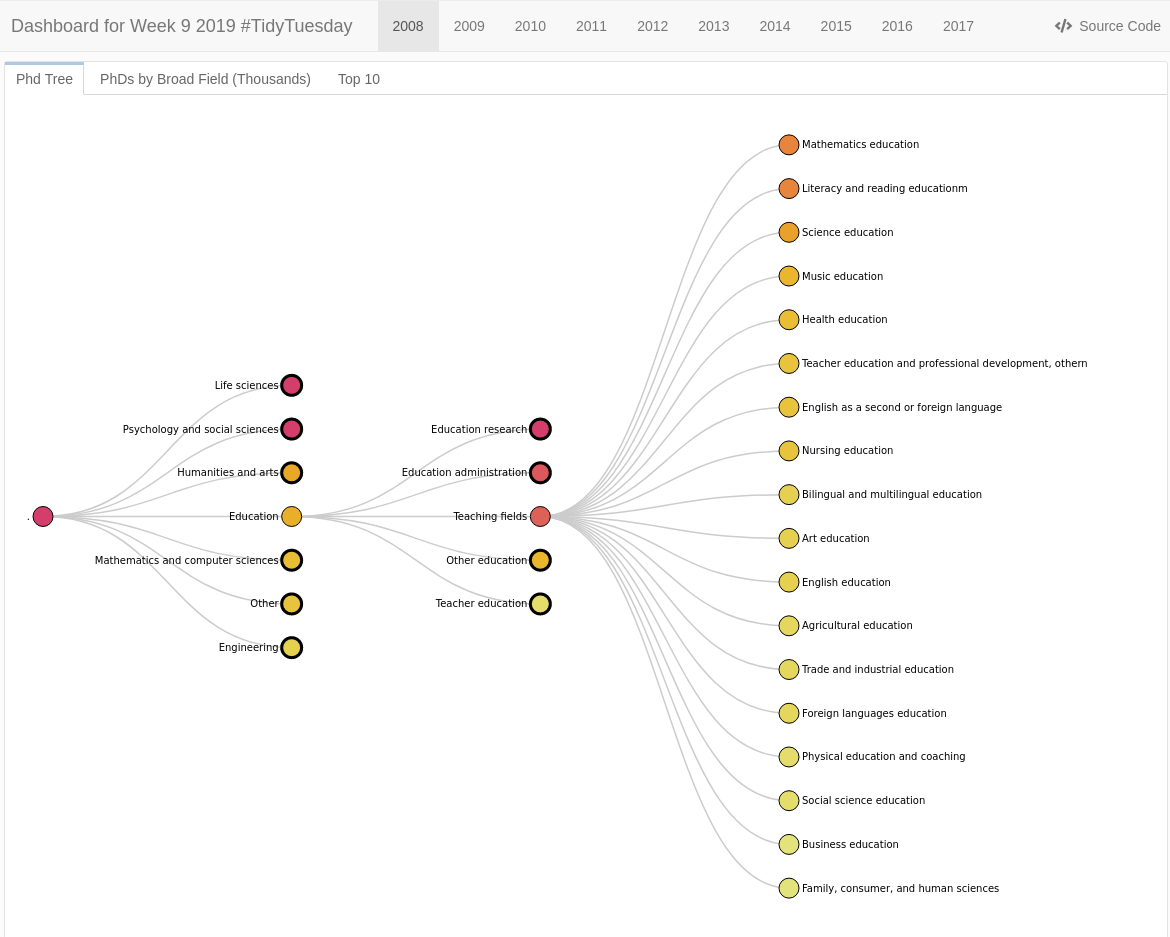 Dashboard for Week 9 2019 #TidyTuesday
2008
2009
2010
2011
2012
2013
2014
2015
2016
2017
Source Code
Phd Tree
PhDs by Broad Field (Thousands)
Top 10
.
Life sciences
Psychology and social sciences
Humanities and arts
Education
Mathematics and computer sciences
Other
Engineering
Education research
Education administration
Teaching fields
Other education
Teacher education
Mathematics education
Literacy and reading educationm
Science education
Music education
Health education
Teacher education and professional development, othern
English as a second or foreign language
Nursing education
Bilingual and multilingual education
Art education
English education
Agricultural education
Trade and industrial education
Foreign languages education
Physical education and coaching
Social science education
Business education
Family, consumer, and human sciences